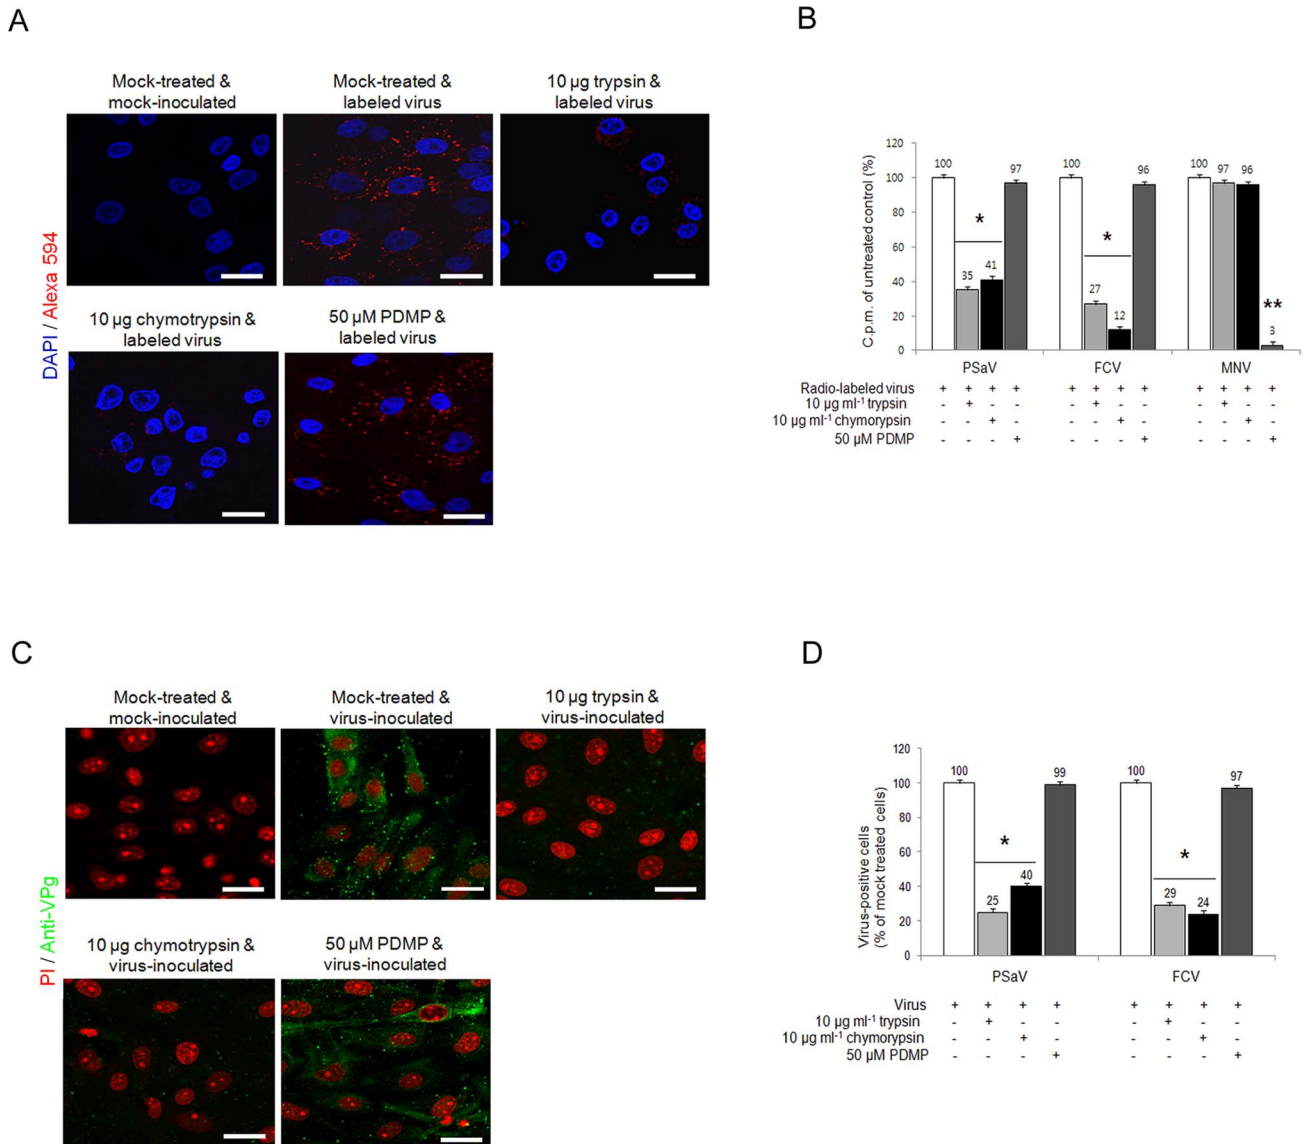 A
Mock-treated &
mock-inoculated
Mock-treated &
labeled virus
10 µg trypsin &
labeled virus
10 µg chymotrypsin &
labeled virus
50 µM PDMP &
labeled virus
DAPI / Alexa 594
B
C.p.m. of untreated control (%)
120
100
80
60
40
20
0
100
35
*
41
97
100
27
*
12
96
100
97
96
**
3
PSaV FCV MNV
Radio-labeled virus + + + + + + + + + + + +
10 µg ml-1 trypsin - + - - - + - - - + - -
10 µg ml-1 chymorypsin - - + - - - + - - - + -
50 µM PDMP - - - + - - - + - - - +
C
Mock-treated &
mock-inoculated
Mock-treated &
virus-inoculated
10 µg trypsin &
virus-inoculated
10 µg chymotrypsin &
virus-inoculated
50 µM PDMP &
virus-inoculated
PI / Anti-VPg
D
Virus-positive cells
(% of mock treated cells)
120
100
80
60
40
20
0
100
25
*
40
99
100
29
*
24
97
PSaV FCV
Virus + + + + + + + +
10 µg ml-1 trypsin - + - - - + - -
10 µg ml-1 chymorypsin - - + - - - + -
50 µM PDMP - - - + - - - +